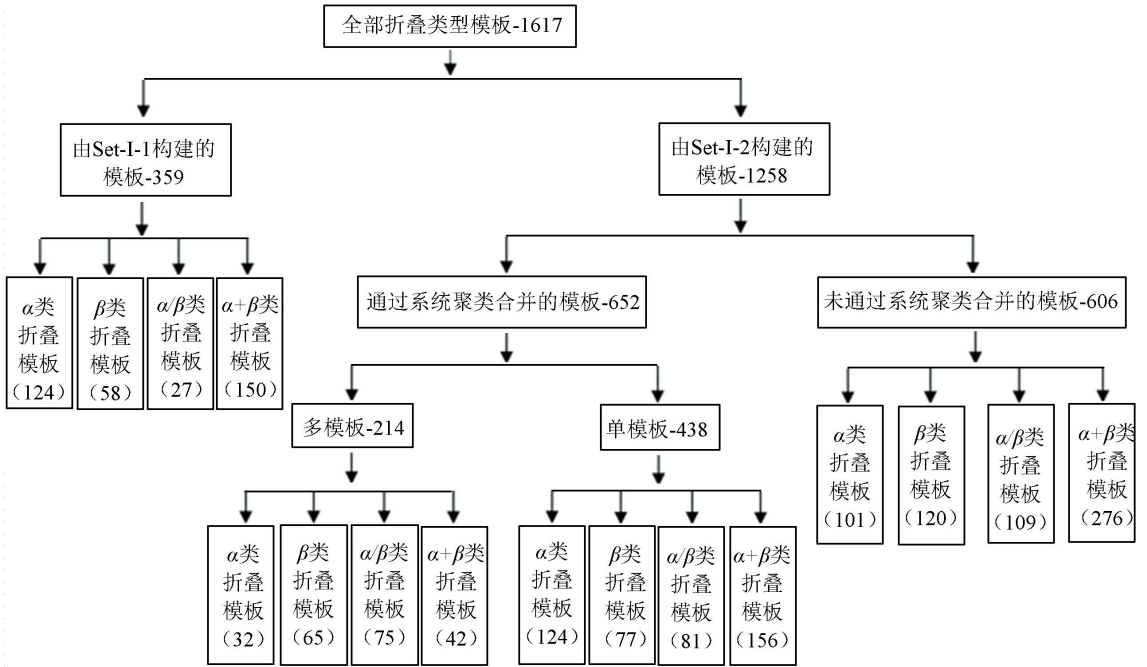 全部折叠类型模板-1617
由Set-I-1构建的
模板-359
由Set-I-2构建的
模板-1258
α类
折叠
模板
（124）
β类
折叠
模板
（58）
α/β类
折叠
模板
（27）
α+β类
折叠
模板
（150）
通过系统聚类合并的模板-652
未通过系统聚类合并的模板-606
多模板-214
单模板-438
α类
折叠
模板
（101）
β类
折叠
模板
（120）
α/β类
折叠
模板
（109）
α+β类
折叠
模板
（276）
α类
折叠
模板
（32）
β类
折叠
模板
（65）
α/β类
折叠
模板
（75）
α+β类
折叠
模板
（42）
α类
折叠
模板
（124）
β类
折叠
模板
（77）
α/β类
折叠
模板
（81）
α+β类
折叠
模板
（156）